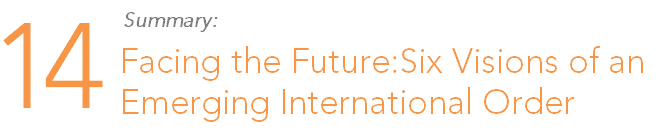 14
Summary:
Facing the Future:Six Visions of an
Emerging International Order